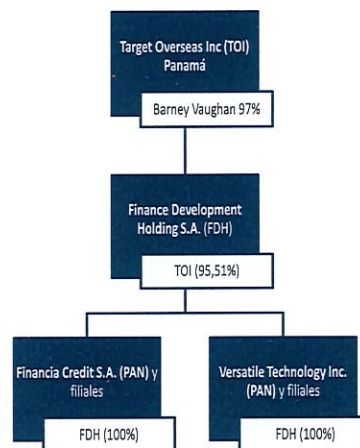 Target Overseas Inc (TOI)
Panamá
Barney Vaughan 97%
Finance Development
Holding S.A. (FDH)
TOI (95,51%)
Financia Credit S.A. (PAN) y
filiales
FDH (100%)
Versatile Technology Inc.
(PAN) y filiales
FDH (100%)